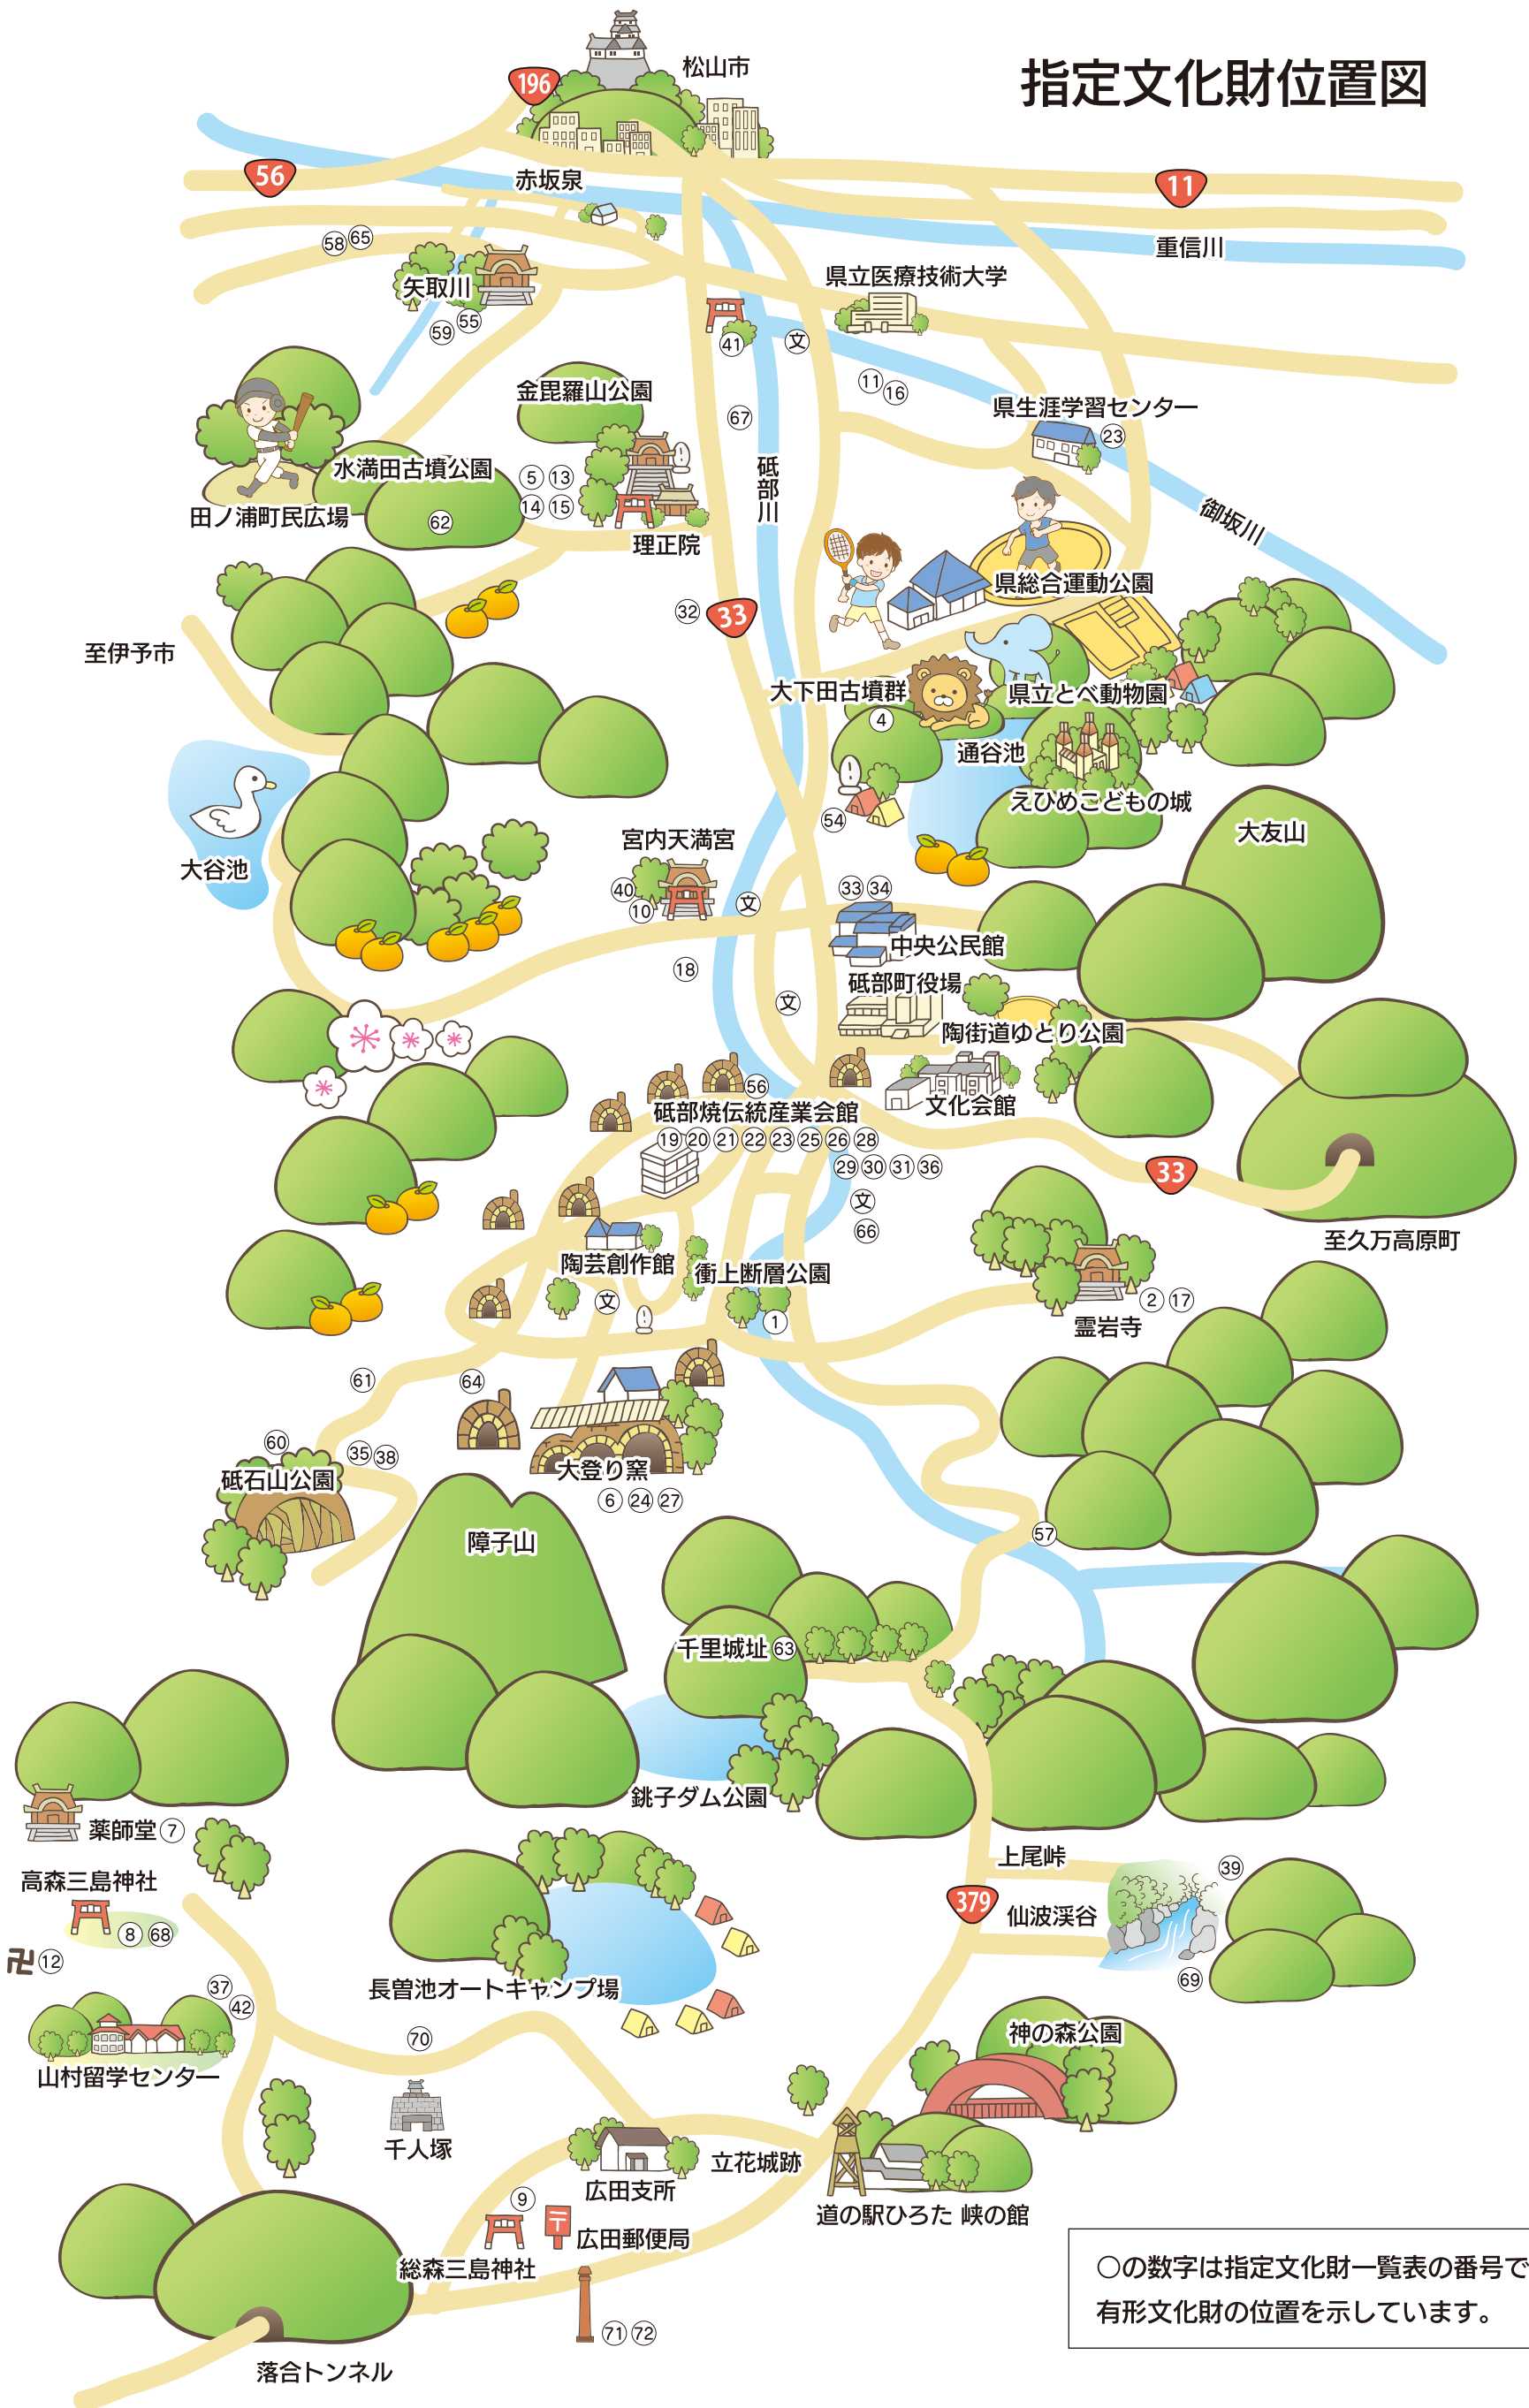 指定文化財位置図
松山市
196
56
赤坂泉
11
重信川
58 65
矢取川
55
59
県立医療技術大学
41
文
11
16
金毘羅山公園
67
県生涯学習センター
23
水満田古墳公園
5 13
14 15
砥部川
田ノ浦町民広場
62
理正院
御坂川
県総合運動公園
32
33
至伊予市
大下田古墳群
4
県立とべ動物園
通谷池
えひめこどもの城
54
大友山
大谷池
宮内天満宮
40
10
文
33 34
中央公民館
18
砥部町役場
文
陶街道ゆとり公園
56
文化会館
砥部焼伝統産業会館
19 20 21 22 23 25 26 28
29 30 31 36
33
文
66
至久万高原町
陶芸創作館
衝上断層公園
文
1
2 17
霊岩寺
61
64
60
35 38
砥石山公園
大登り窯
6 24 27
障子山
57
千里城址 63
銚子ダム公園
薬師堂 7
上尾峠
39
高森三島神社
379
仙波渓谷
8 68
卍 12
69
37
42
長曽池オートキャンプ場
70
神の森公園
山村留学センター
千人塚
立花城跡
広田支所
9
道の駅ひろた 峡の館
〒
広田郵便局
総森三島神社
71 72
落合トンネル
○の数字は指定文化財一覧表の番号で
有形文化財の位置を示しています。